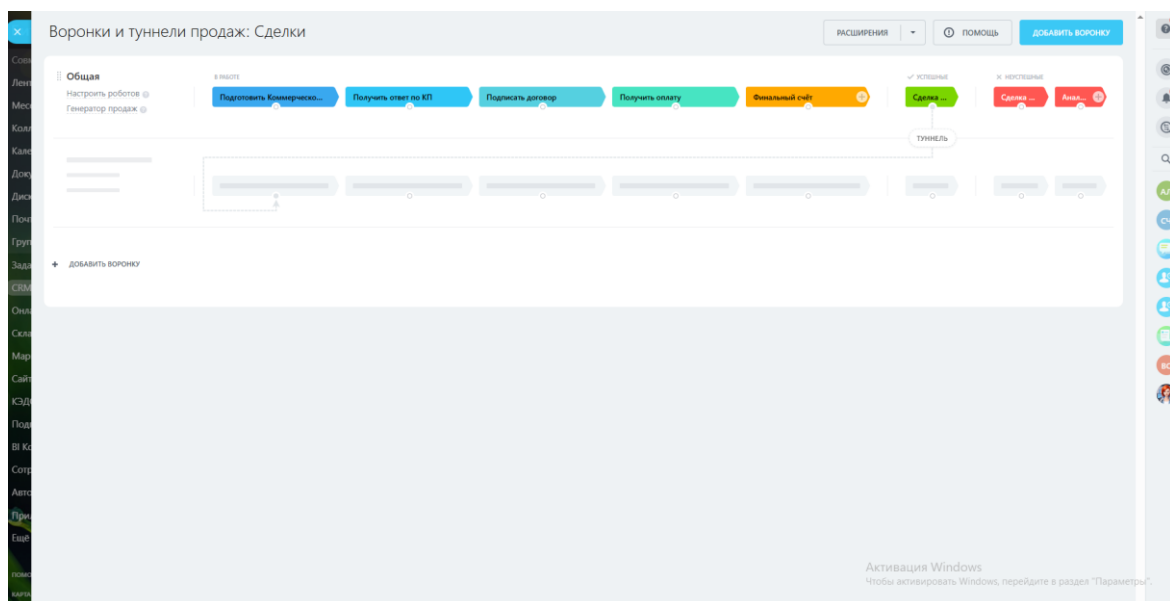 Воронки и туннели продаж: Сделки
РАСШИРЕНИЯ
ПОМОЩЬ
ДОБАВИТЬ ВОРОНКУ
Общая
Настроить роботов
Генератор продаж
В РАБОТЕ
УСПЕШНЫЕ
НЕУСПЕШНЫЕ
Подготовить Коммерческо...
Получить ответ по КП
Подписать договор
Получить оплату
Финальный счёт
Сделка ...
Сделка ...
Анал...
ТУННЕЛЬ
+ ДОБАВИТЬ ВОРОНКУ
CRM
Ещё
Активация Windows
Чтобы активировать Windows, перейдите в раздел "Параметры".